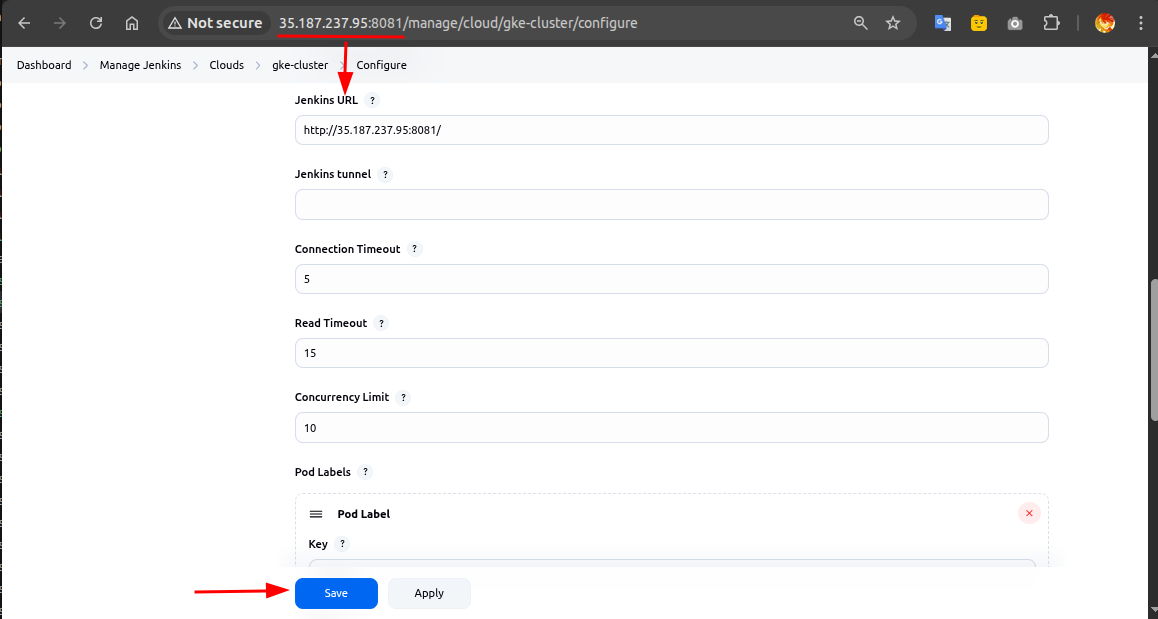 Not secure 35.187.237.95:8081/manage/cloud/gke-cluster/configure
Dashboard Manage Jenkins Clouds gke-cluster Configure
Jenkins URL ?
http://35.187.237.95:8081/
Jenkins tunnel ?
Connection Timeout ?
5
Read Timeout ?
15
Concurrency Limit ?
10
Pod Labels ?
Pod Label
Key ?
Save Apply